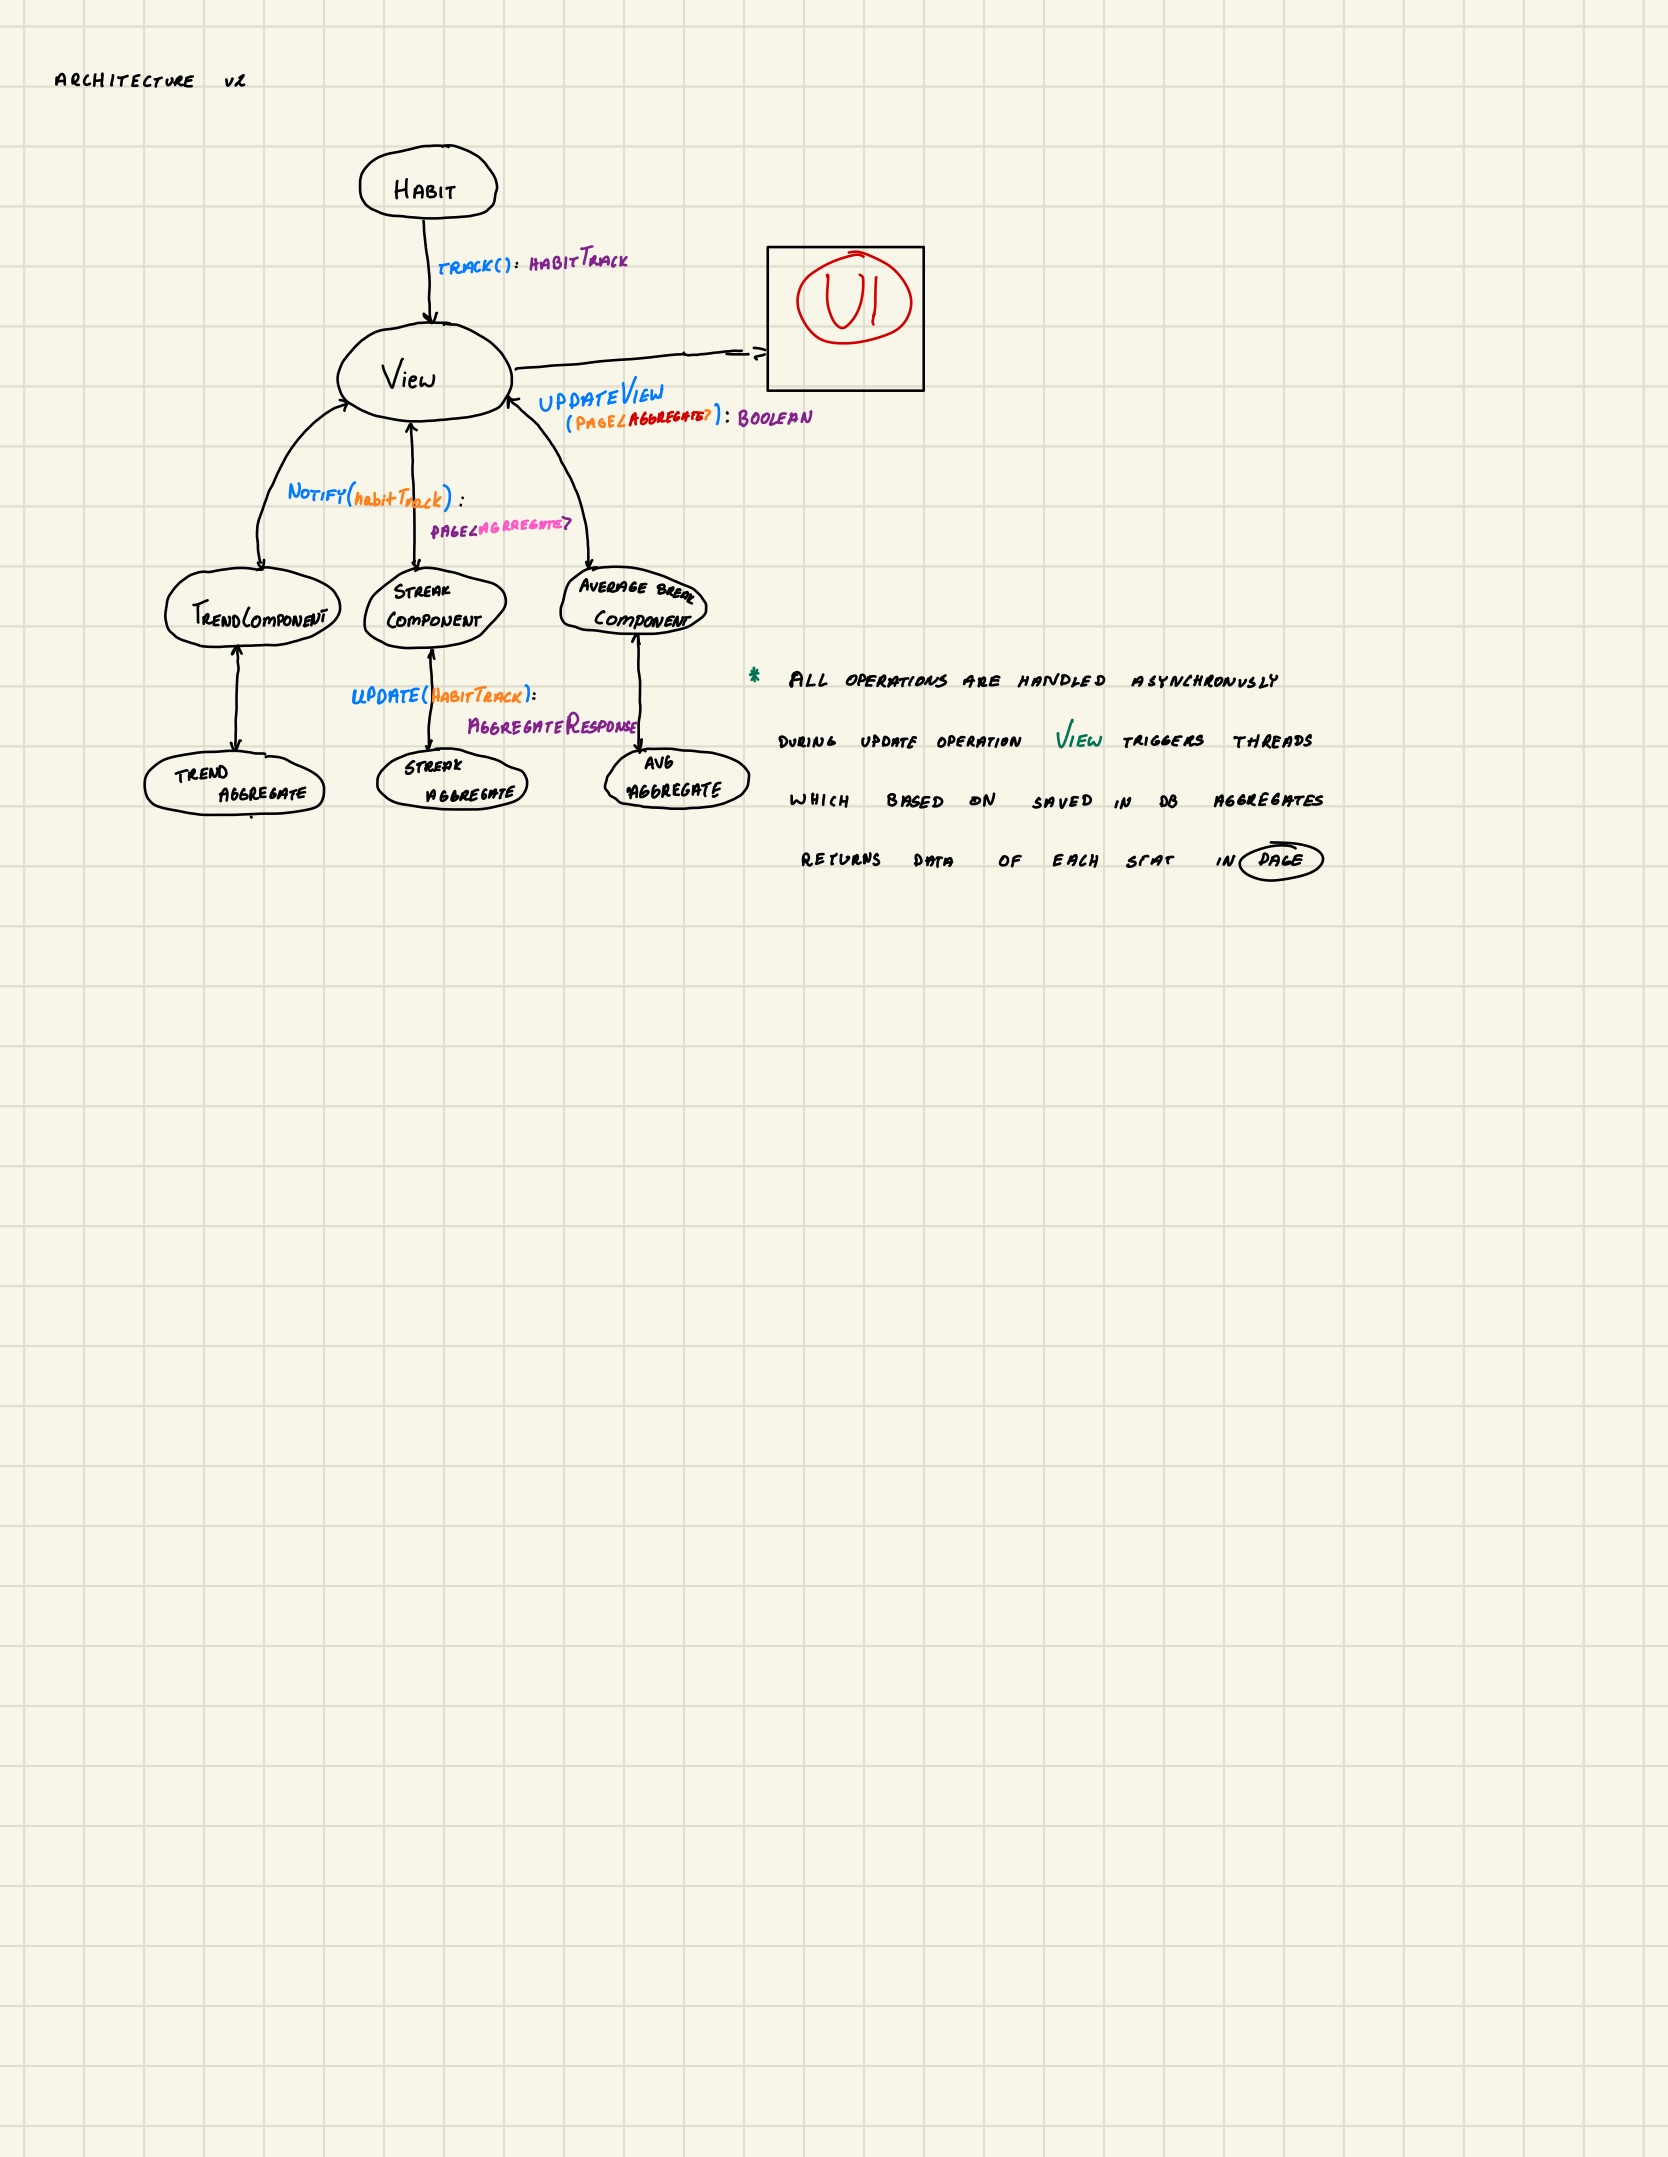 ARCHITECTURE v2
HABIT
TRACK(): HABITTRACK
UI
View
UPDATEVIEW
(PAGE<AGGREGATE>): BOOLEAN
NOTIFY(habitTrack):
PAGE<AGRREGATE>
TRENDCOMPONENT
STREAK
COMPONENT
AVERAGE BREAK
COMPONENT
UPDATE(HABITTRACK):
AGGREGATERESPONSE
TREND
AGGREGATE
STREAK
AGGREGATE
AVG
AGGREGATE
* ALL OPERATIONS ARE HANDLED ASYNCHRONUSLY
DURING UPDATE OPERATION VIEW TRIGGERS THREADS
WHICH BASED ON SAVED IN DB AGGREGATES
RETURNS DATA OF EACH STAT IN PAGE